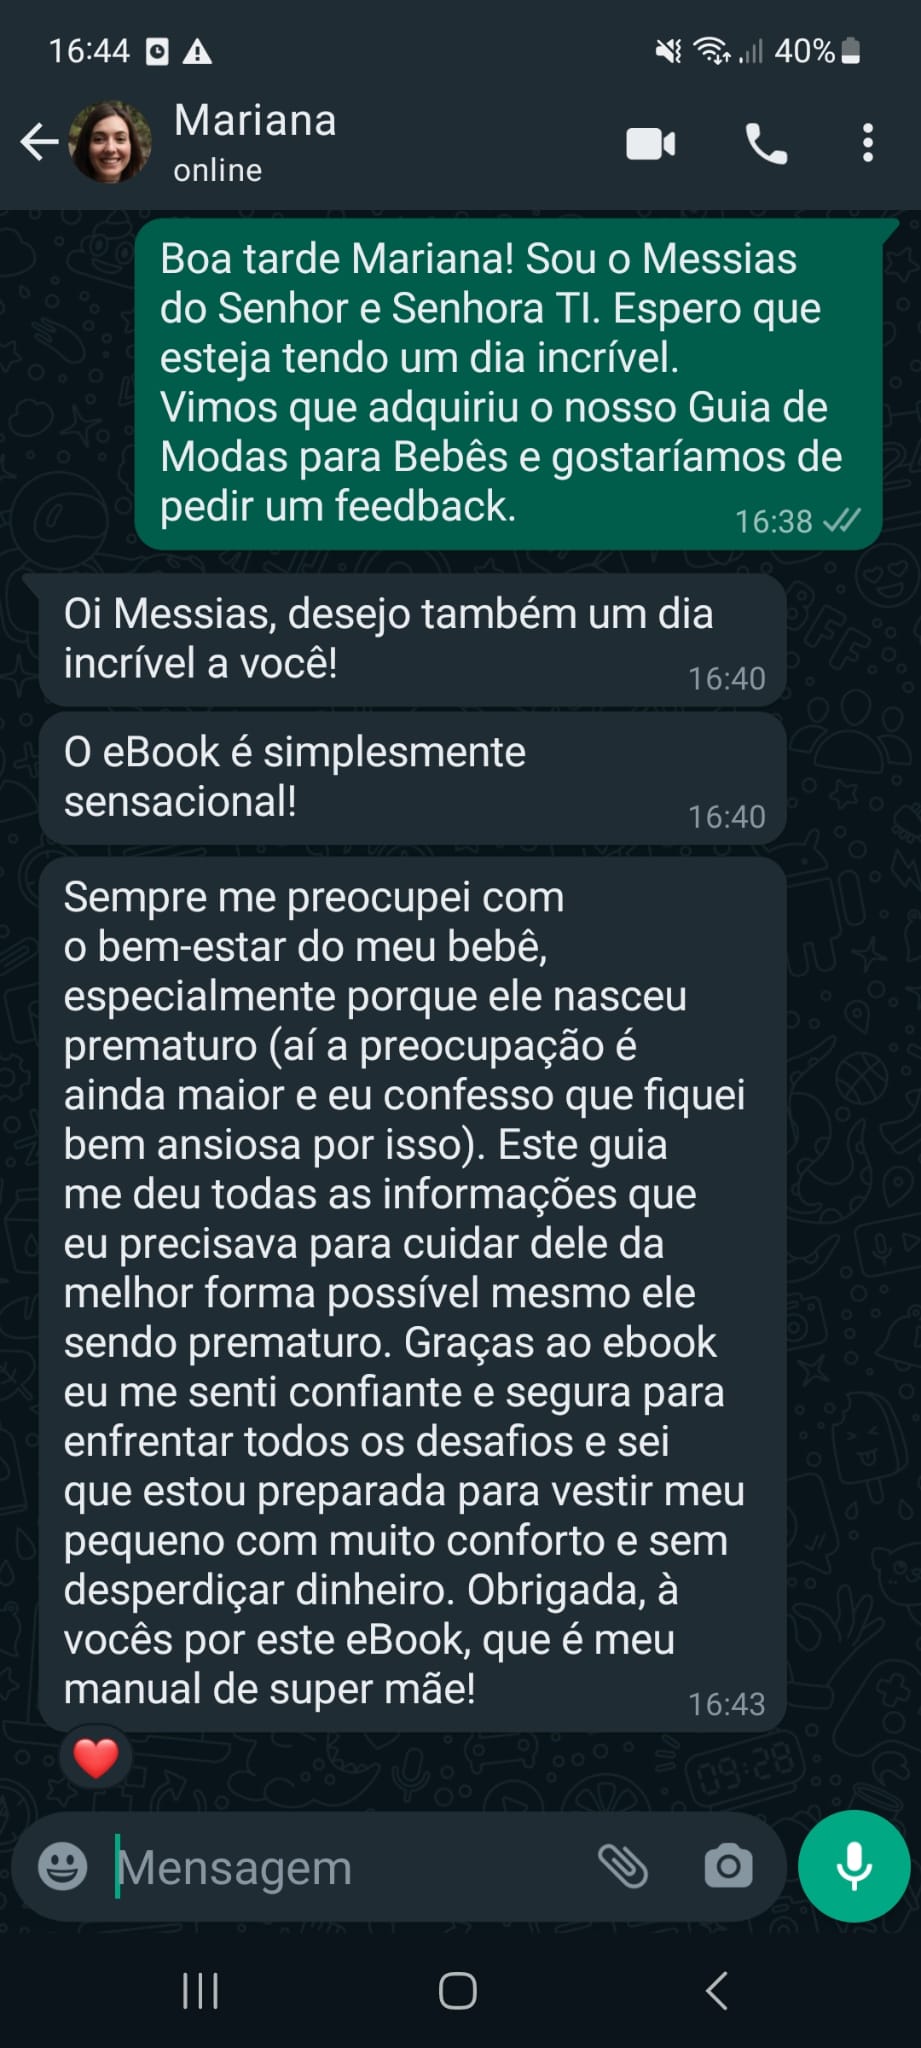 16:44
40%
Mariana
online
Boa tarde Mariana! Sou o Messias
do Senhor e Senhora TI. Espero que
esteja tendo um dia incrível.
Vimos que adquiriu o nosso Guia de
Modas para Bebês e gostaríamos de
pedir um feedback.
16:38
Oi Messias, desejo também um dia
incrível a você!
16:40
O eBook é simplesmente
sensacional!
16:40
Sempre me preocupei com
o bem-estar do meu bebê,
especialmente porque ele nasceu
prematuro (aí a preocupação é
ainda maior e eu confesso que fiquei
bem ansiosa por isso). Este guia
me deu todas as informações que
eu precisava para cuidar dele da
melhor forma possível mesmo ele
sendo prematuro. Graças ao ebook
eu me senti confiante e segura para
enfrentar todos os desafios e sei
que estou preparada para vestir meu
pequeno com muito conforto e sem
desperdiçar dinheiro. Obrigada, à
vocês por este eBook, que é meu
manual de super mãe!
16:43
09:28
Mensagem